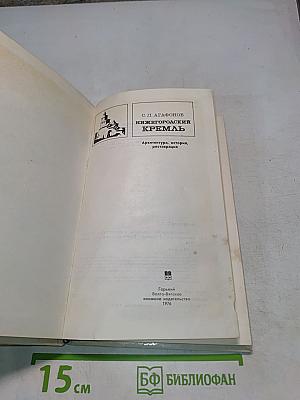 С. Л. АГАФОНОВ
НИЖЕГОРОДСКИЙ
КРЕМЛЬ
Архитектура, история,
реставрация
Горький
Волго-Вятское
книжное издательство
1976
15 см
БФ БИБЛИОФАН